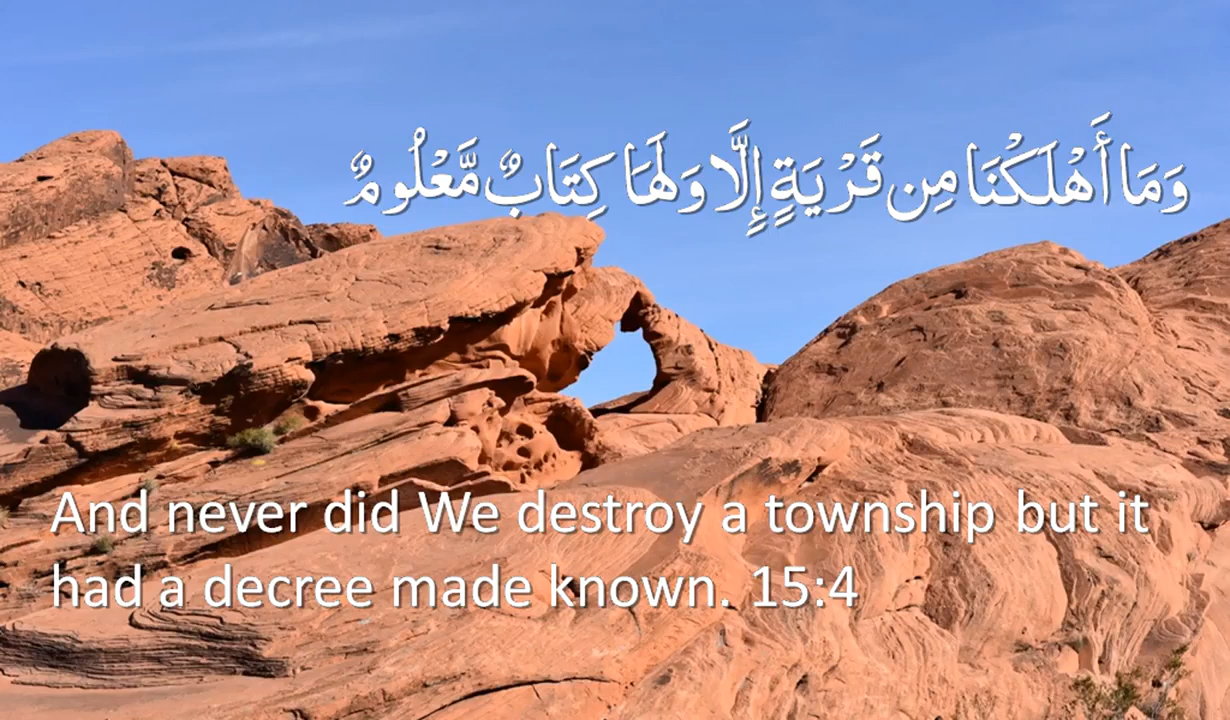 وَمَا أَهْلَكْنَا مِن قَرْيَةٍ إِلَّا وَلَهَا كِتَابٌ مَّعْلُومٌ
And never did We destroy a township but it
had a decree made known. 15:4